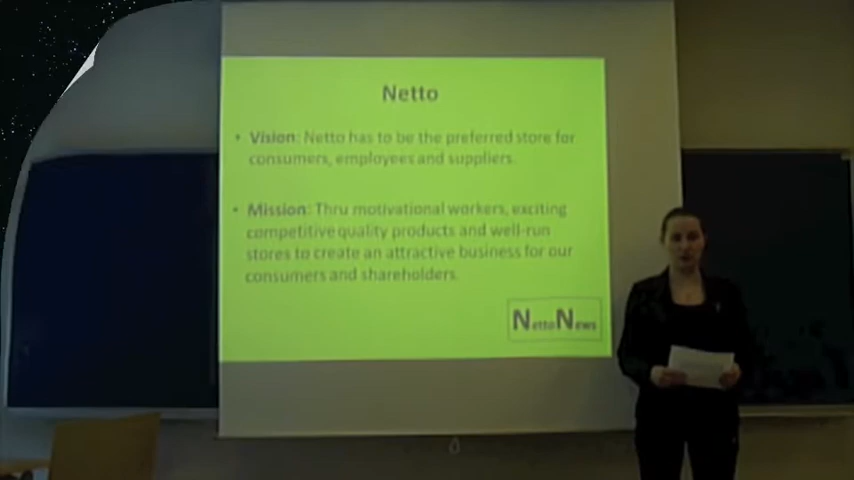 Netto
• Vision: Netto has to be the preferred store for
consumers, employees and suppliers.
• Mission: Thru motivational workers, exciting
competitive quality products and well-run
stores to create an attractive business for our
consumers and shareholders.
NettoNews